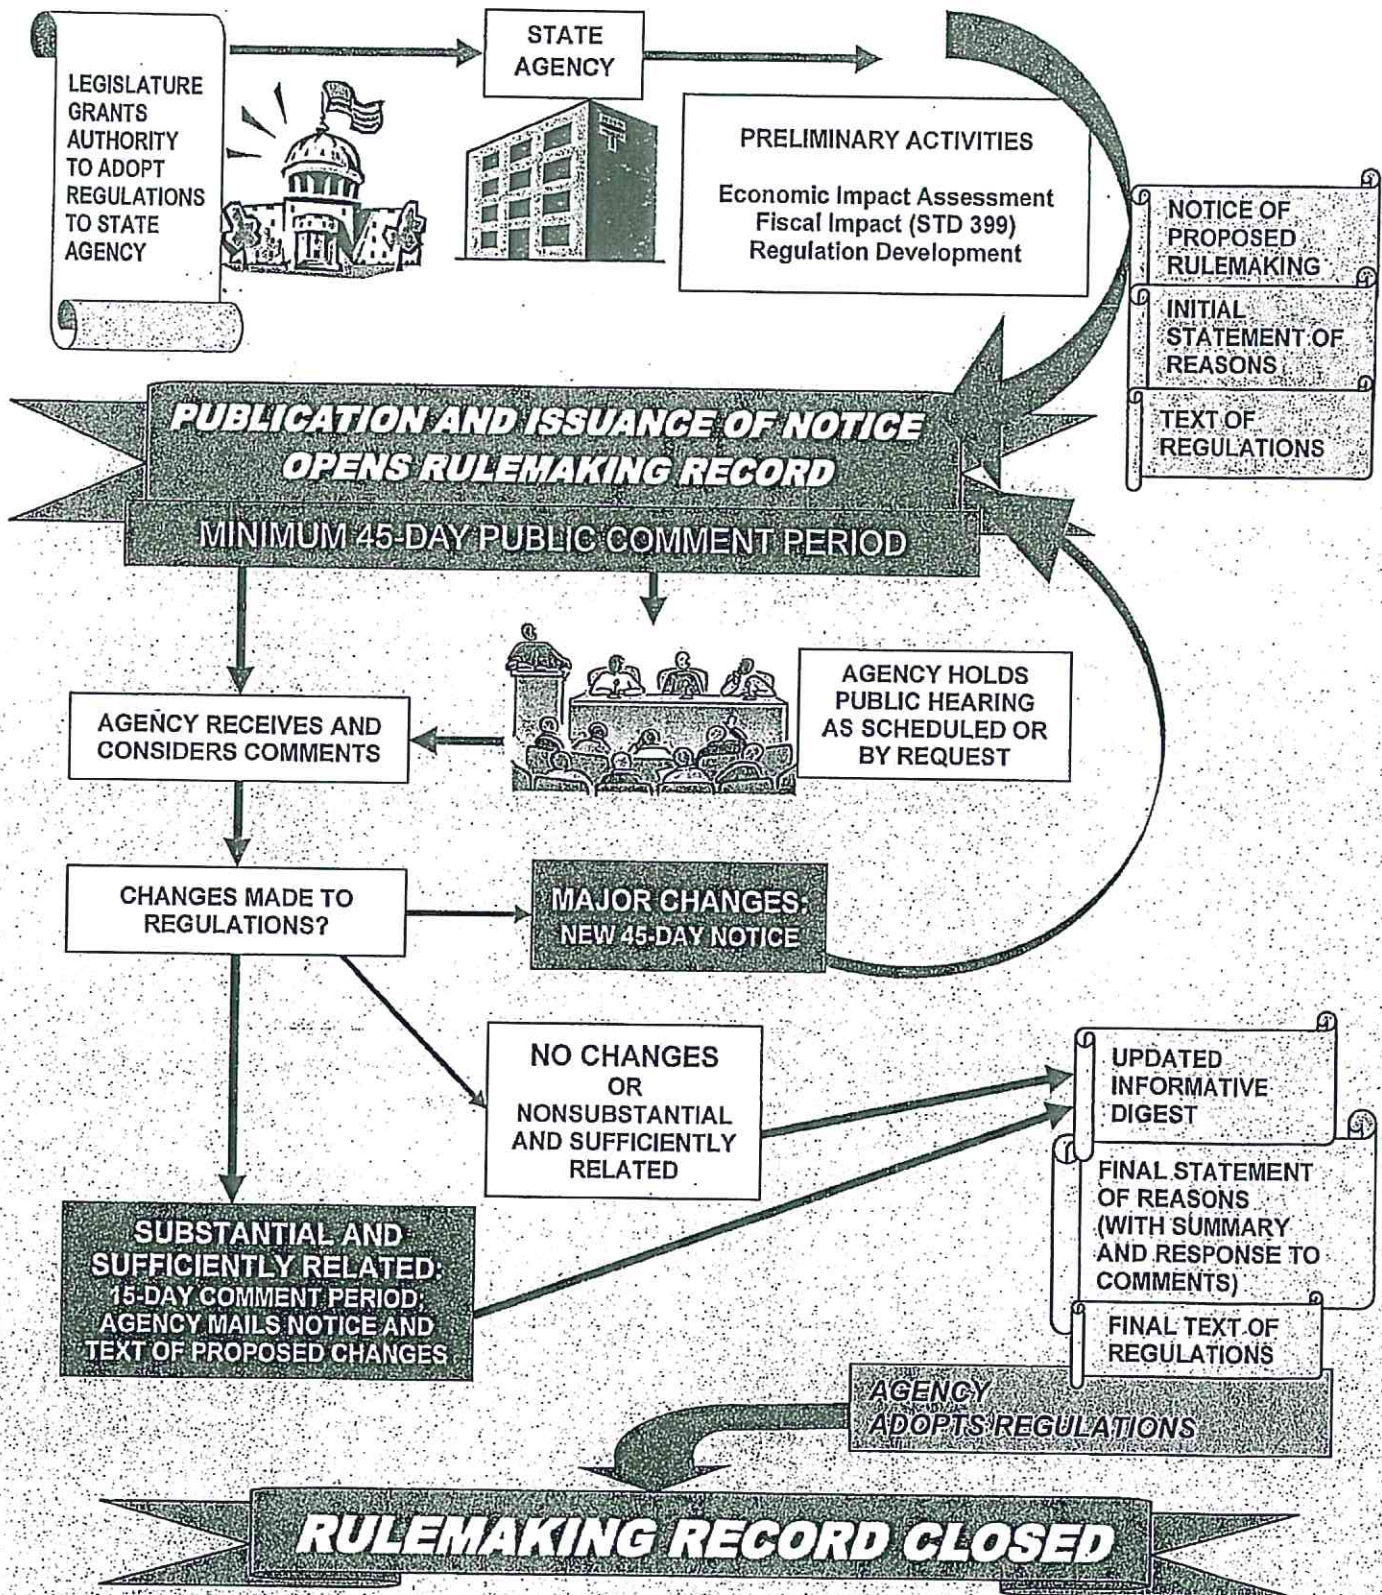 LEGISLATURE
GRANTS
AUTHORITY
TO ADOPT
REGULATIONS
TO STATE
AGENCY
STATE
AGENCY
PRELIMINARY ACTIVITIES
Economic Impact Assessment
Fiscal Impact (STD 399)
Regulation Development
NOTICE OF
PROPOSED
RULEMAKING
INITIAL
STATEMENT OF
REASONS
TEXT OF
REGULATIONS
PUBLICATION AND ISSUANCE OF NOTICE
OPENS RULEMAKING RECORD
MINIMUM 45-DAY PUBLIC COMMENT PERIOD
AGENCY HOLDS
PUBLIC HEARING
AS SCHEDULED OR
BY REQUEST
AGENCY RECEIVES AND
CONSIDERS COMMENTS
CHANGES MADE TO
REGULATIONS?
MAJOR CHANGES:
NEW 45-DAY NOTICE
NO CHANGES
OR
NONSUBSTANTIAL
AND SUFFICIENTLY
RELATED
SUBSTANTIAL AND
SUFFICIENTLY RELATED:
15-DAY COMMENT PERIOD;
AGENCY MAILS NOTICE AND
TEXT OF PROPOSED CHANGES
UPDATED
INFORMATIVE
DIGEST
FINAL STATEMENT
OF REASONS
(WITH SUMMARY
AND RESPONSE TO
COMMENTS)
FINAL TEXT OF
REGULATIONS
AGENCY
ADOPTS REGULATIONS
RULEMAKING RECORD CLOSED